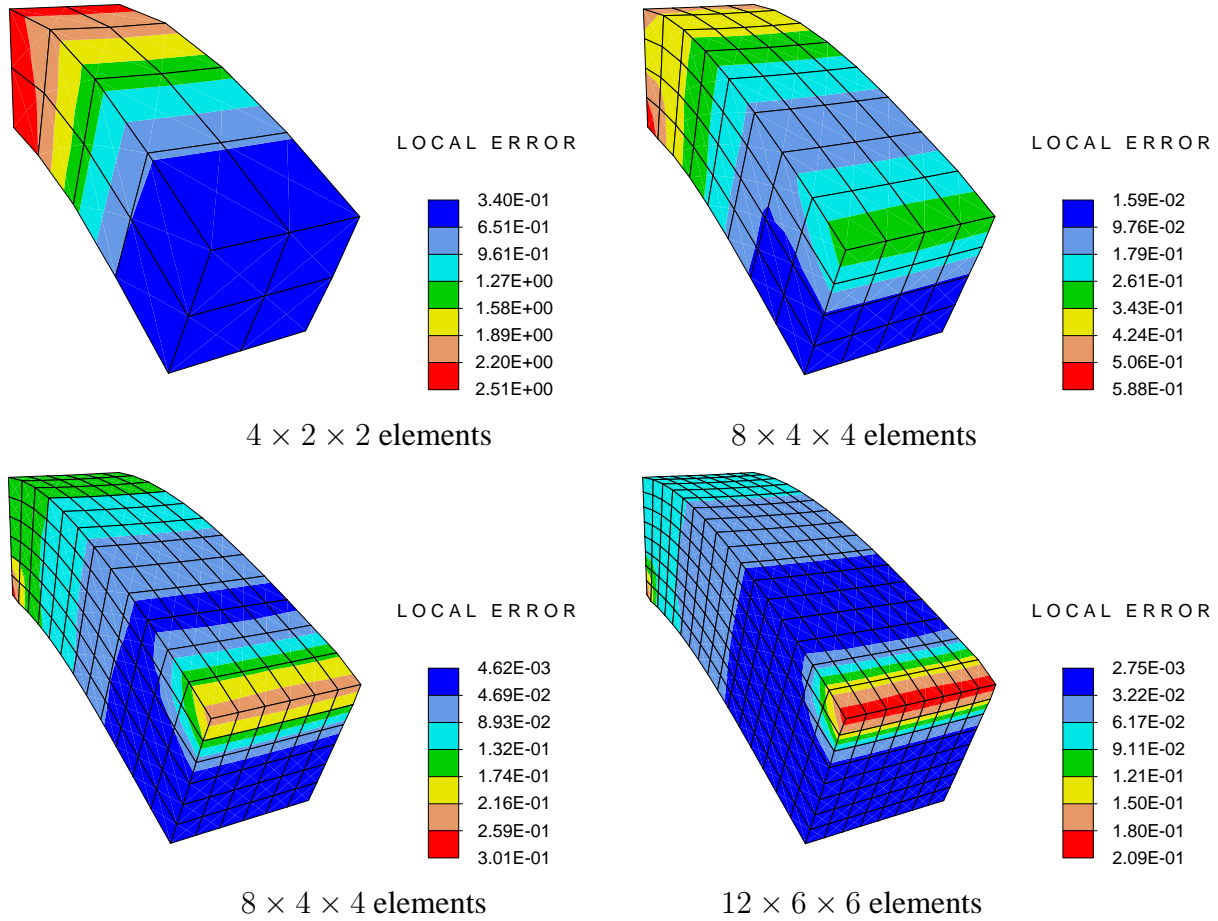 LOCAL ERROR
3.40E-01
6.51E-01
9.61E-01
1.27E+00
1.58E+00
1.89E+00
2.20E+00
2.51E+00
4 × 2 × 2 elements
LOCAL ERROR
1.59E-02
9.76E-02
1.79E-01
2.61E-01
3.43E-01
4.24E-01
5.06E-01
5.88E-01
8 × 4 × 4 elements
LOCAL ERROR
4.62E-03
4.69E-02
8.93E-02
1.32E-01
1.74E-01
2.16E-01
2.59E-01
3.01E-01
8 × 4 × 4 elements
LOCAL ERROR
2.75E-03
3.22E-02
6.17E-02
9.11E-02
1.21E-01
1.50E-01
1.80E-01
2.09E-01
12 × 6 × 6 elements